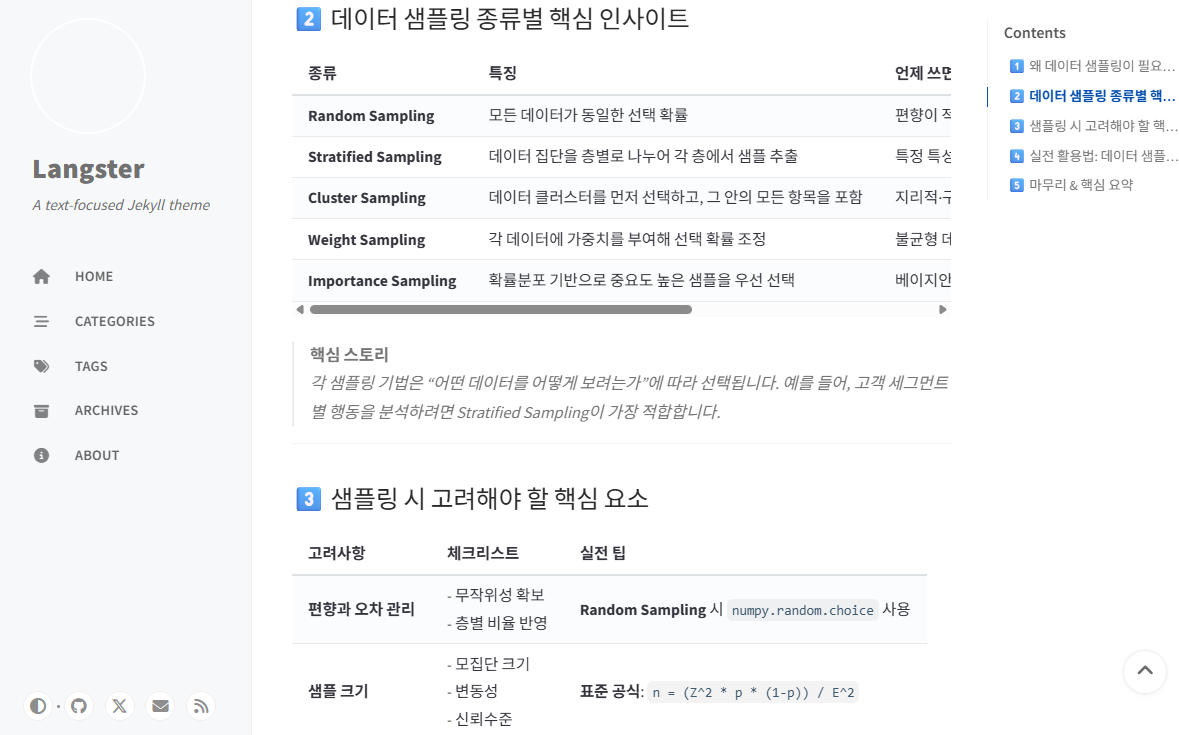 Langster
A text-focused Jekyll theme
HOME
CATEGORIES
TAGS
ARCHIVES
ABOUT
2 데이터 샘플링 종류별 핵심 인사이트
종류 특징 언제 쓰면
Random Sampling 모든 데이터가 동일한 선택 확률 편향이 적
Stratified Sampling 데이터 집단을 층별로 나누어 각 층에서 샘플 추출 특정 특성
Cluster Sampling 데이터 클러스터를 먼저 선택하고, 그 안의 모든 항목을 포함 지리적·구
Weight Sampling 각 데이터에 가중치를 부여해 선택 확률 조정 불균형 데
Importance Sampling 확률분포 기반으로 중요도 높은 샘플을 우선 선택 베이지안
핵심 스토리
각 샘플링 기법은 “어떤 데이터를 어떻게 보려는가”에 따라 선택됩니다. 예를 들어, 고객 세그먼트
별 행동을 분석하려면 Stratified Sampling이 가장 적합합니다.
3 샘플링 시 고려해야 할 핵심 요소
고려사항 체크리스트 실전 팁
편향과 오차 관리
- 무작위성 확보
- 층별 비율 반영
Random Sampling 시 numpy.random.choice 사용
샘플 크기
- 모집단 크기
- 변동성
- 신뢰수준
표준 공식: n = (Z^2 * p * (1-p)) / E^2
Contents
1 왜 데이터 샘플링이 필요...
2 데이터 샘플링 종류별 핵...
3 샘플링 시 고려해야 할 핵...
4 실전 활용법: 데이터 샘플...
5 마무리 & 핵심 요약